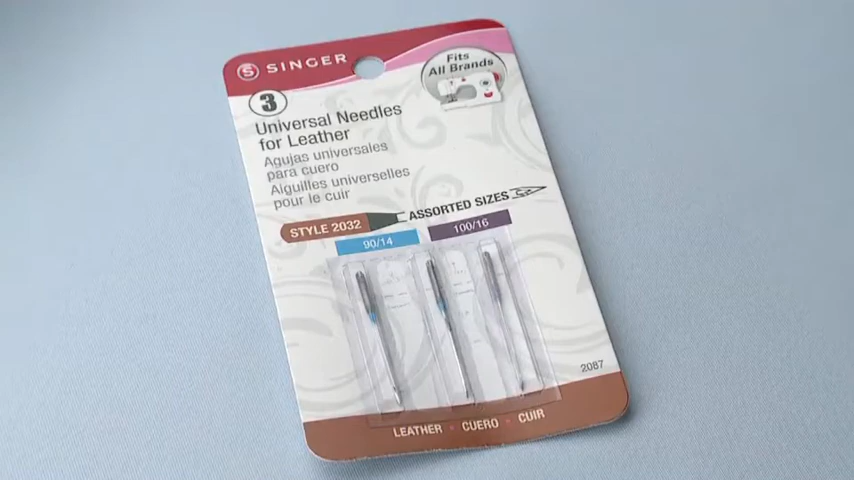 S SINGER
Fits
All Brands
3
Universal Needles
for Leather
Agujas universales
para cuero
Aiguilles universelles
pour le cuir
STYLE 2032
ASSORTED SIZES
90/14
100/16
2087
LEATHER • CUERO • CUIR